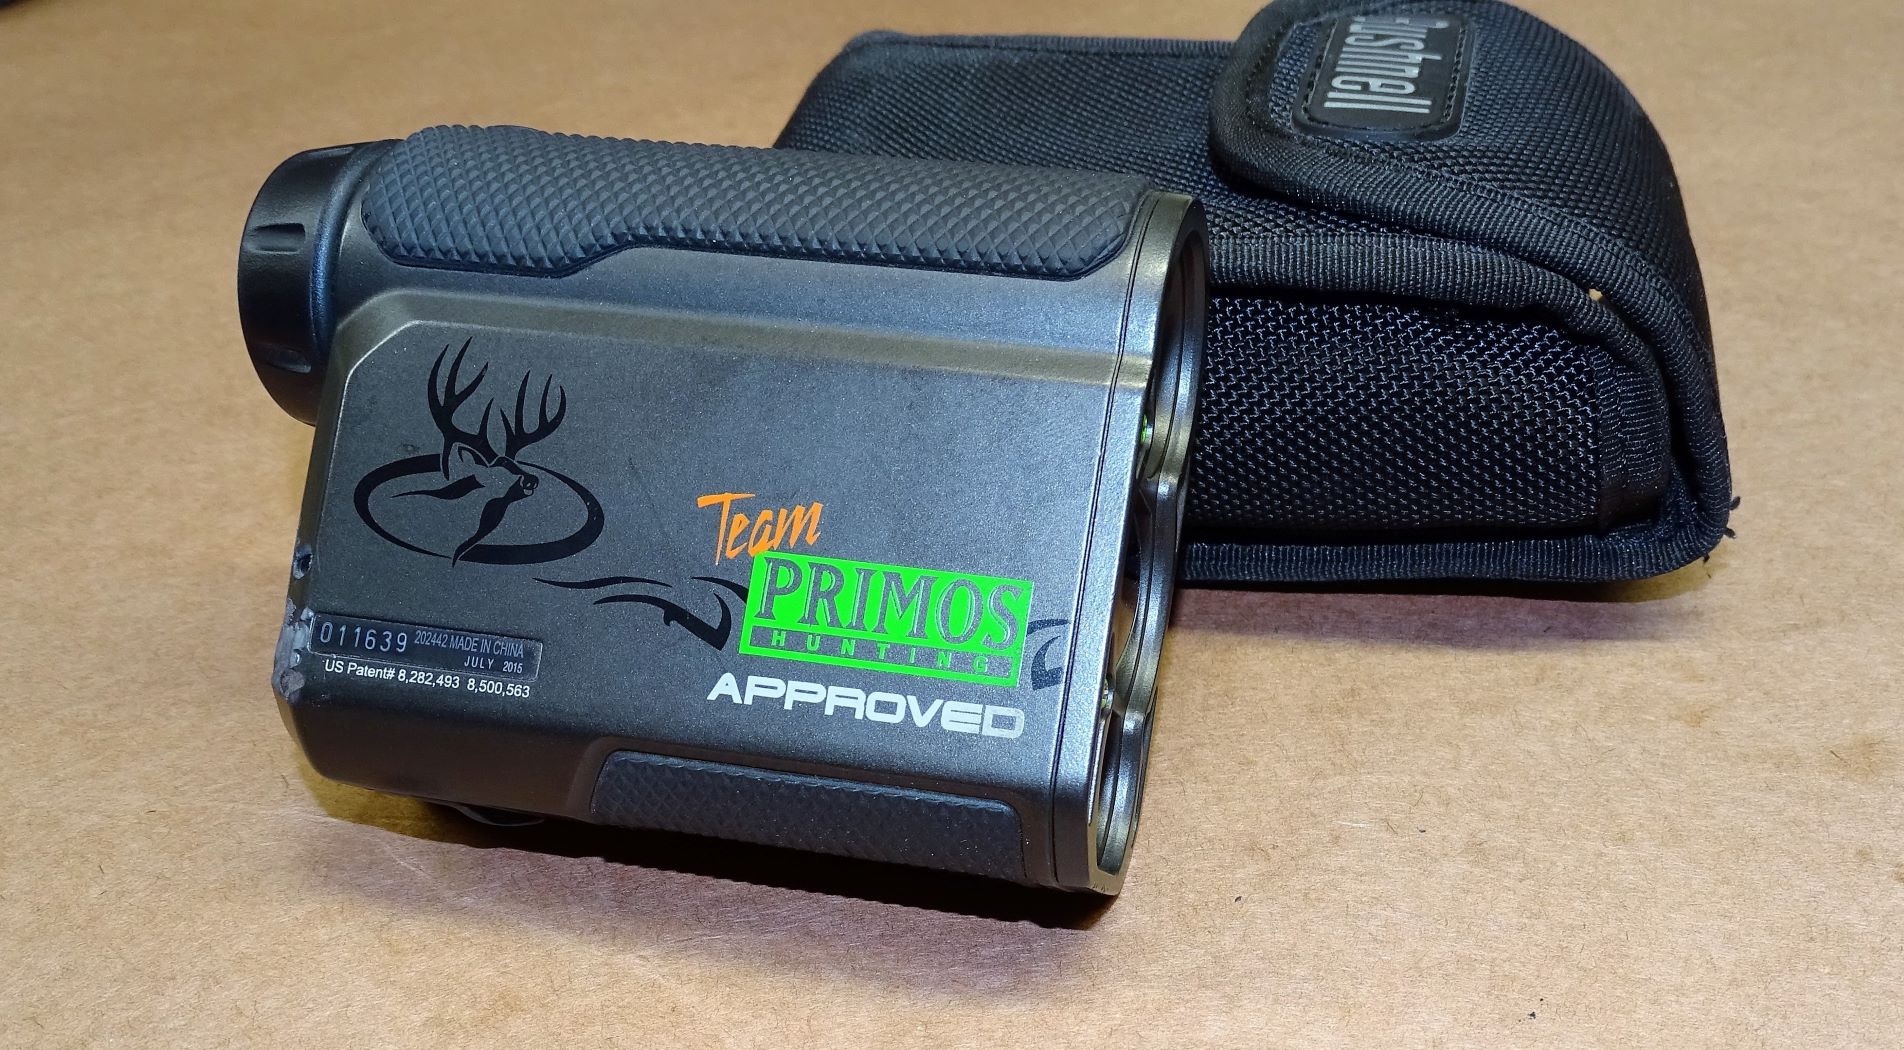 Bushnell
Team
PRIMOS
HUNTING
APPROVED
011639 202442 MADE IN CHINA
JULY 2015
US Patent# 8,282,493 8,500,563